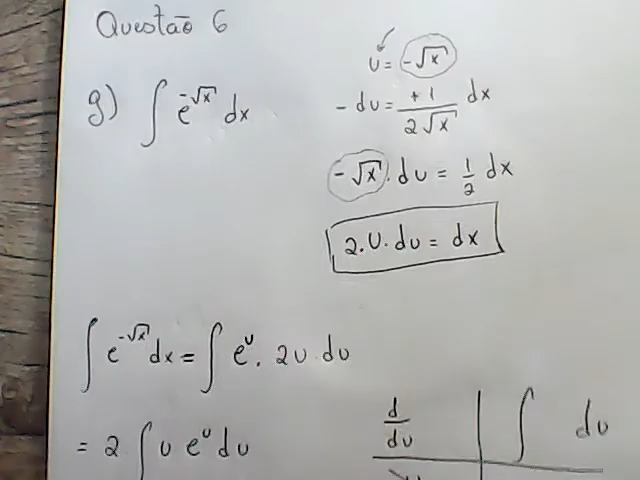 Questão 6
g) ∫ e^{-√x} dx
u = -√x
-du = +1/(2√x) dx
-√x . du = 1/2 dx
2.u.du = dx
∫ e^{-√x} dx = ∫ e^u . 2u du
= 2 ∫ u e^u du
d/du | ∫ du